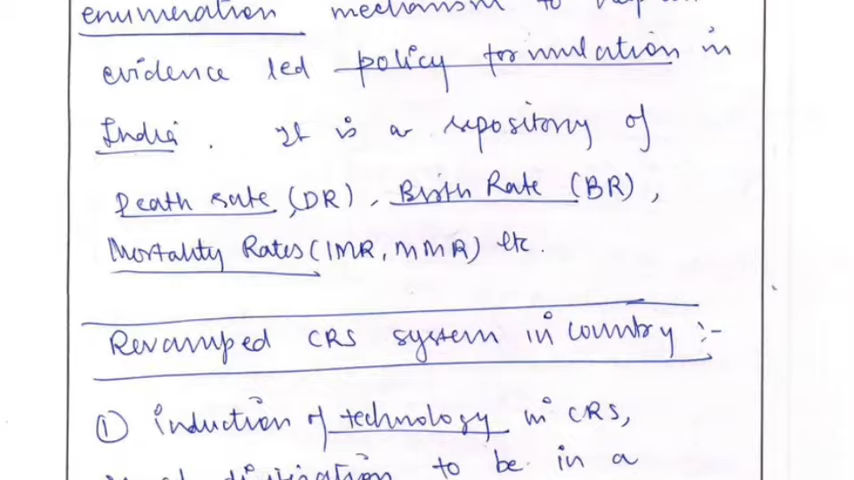 enumeration mechanism to help in
evidence led policy formulation in
India. It is a repository of
Death rate (DR), Birth Rate (BR),
Mortality Rates (IMR, MMR) etc.
Revamped CRS system in Country :-
① Induction of technology in CRS,
to be in a